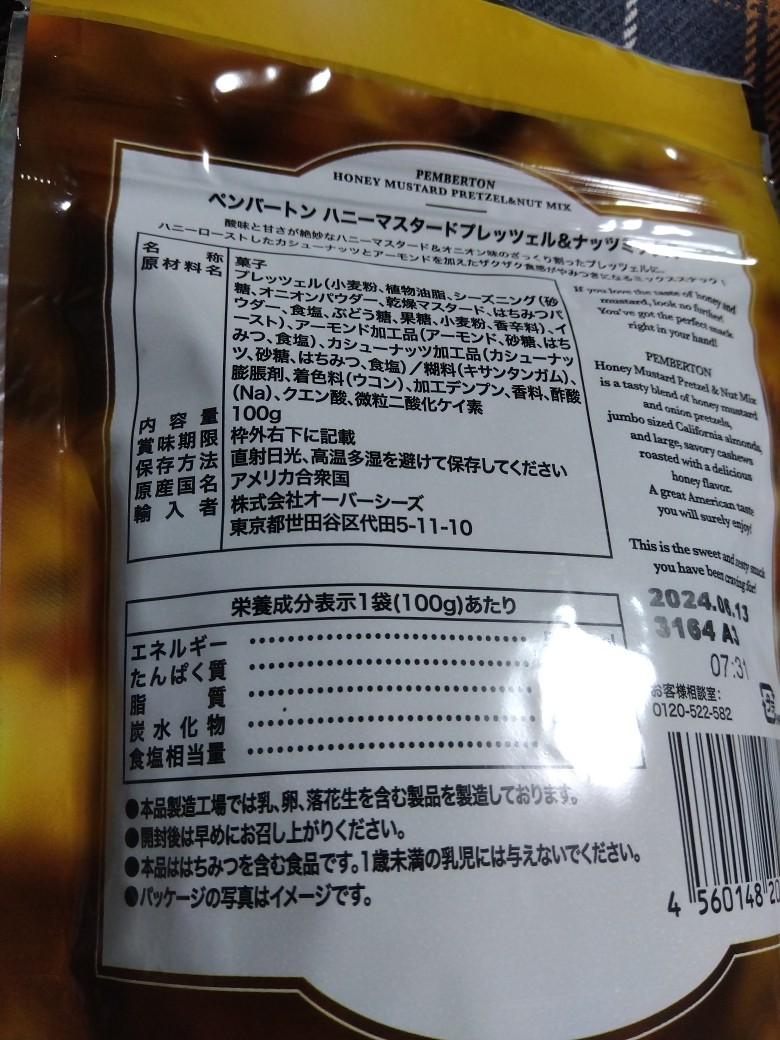 PEMBERTON
HONEY MUSTARD PRETZEL&NUT MIX
ペンバートン ハニーマスタードプレッツェル&ナッツミックス
酸味と甘さが絶妙なハニーマスタード&オニオン味のざっくり割ったプレッツェルに、
ハニーローストしたカシューナッツとアーモンドを加えたザクザク食感がやみつきになるミックススナック!
名称 菓子
原材料名 プレッツェル(小麦粉、植物油脂、シーズニング(砂
糖、オニオンパウダー、乾燥マスタード、はちみつパ
ウダー、食塩、ぶどう糖、果糖、小麦粉、香辛料)、イ
ースト)、アーモンド加工品(アーモンド、砂糖、はち
みつ、食塩)、カシューナッツ加工品(カシューナッ
ツ、砂糖、はちみつ、食塩)/糊料(キサンタンガム)、
膨脹剤、着色料(ウコン)、加工デンプン、香料、酢酸
(Na)、クエン酸、微粒二酸化ケイ素
内容量 100g
賞味期限 枠外右下に記載
保存方法 直射日光、高温多湿を避けて保存してください
原産国名 アメリカ合衆国
輸入者 株式会社オーバーシーズ
東京都世田谷区代田5-11-10
If you love the taste of honey and
mustard, look no further!
You've got the perfect snack
right in your hand!
PEMBERTON
Honey Mustard Pretzel & Nut Mix
is a tasty blend of honey mustard
and onion pretzels,
jumbo sized California almonds,
and large, savory cashews
roasted with a delicious
honey flavor.
A great American taste
you will surely enjoy!
This is the sweet and zesty snack
you have been craving for!
2024.06.13
3164 A3
07:31
お客様相談室:
0120-522-582
栄養成分表示1袋(100g)あたり
エネルギー
たんぱく質
脂質
炭水化物
食塩相当量
●本品製造工場では乳、卵、落花生を含む製品を製造しております。
●開封後は早めにお召し上がりください。
●本品ははちみつを含む食品です。1歳未満の乳児には与えないでください。
●パッケージの写真はイメージです。
4 560148 20